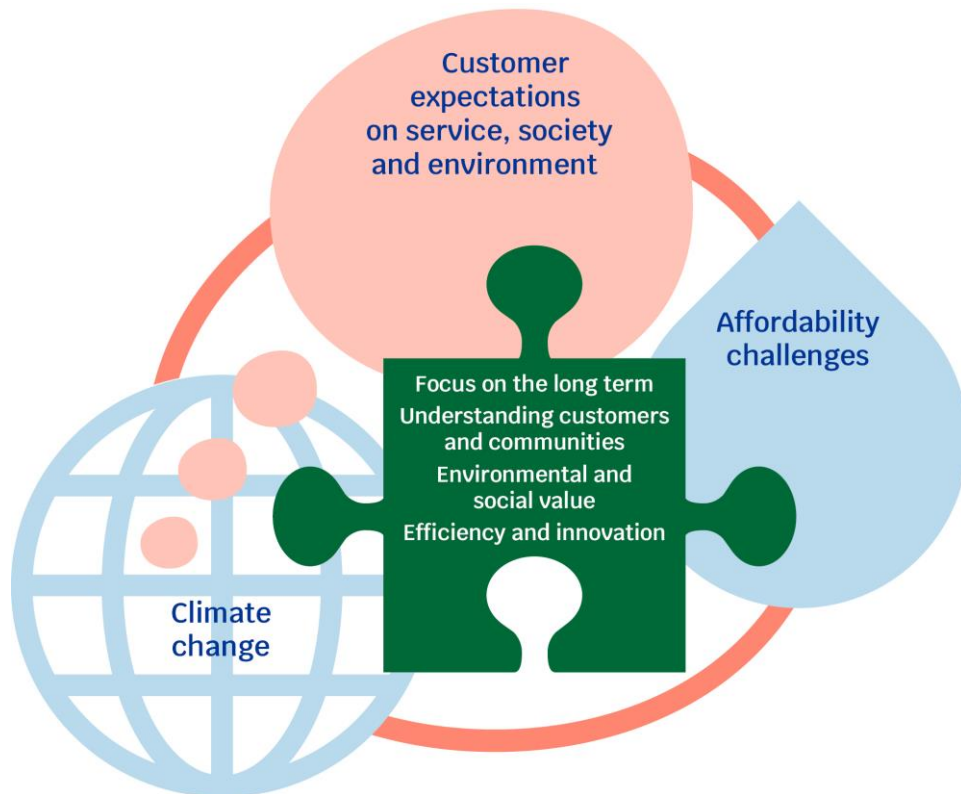 Customer
expectations
on service, society
and environment
Affordability
challenges
Focus on the long term
Understanding customers
and communities
Environmental and
social value
Efficiency and innovation
Climate
change